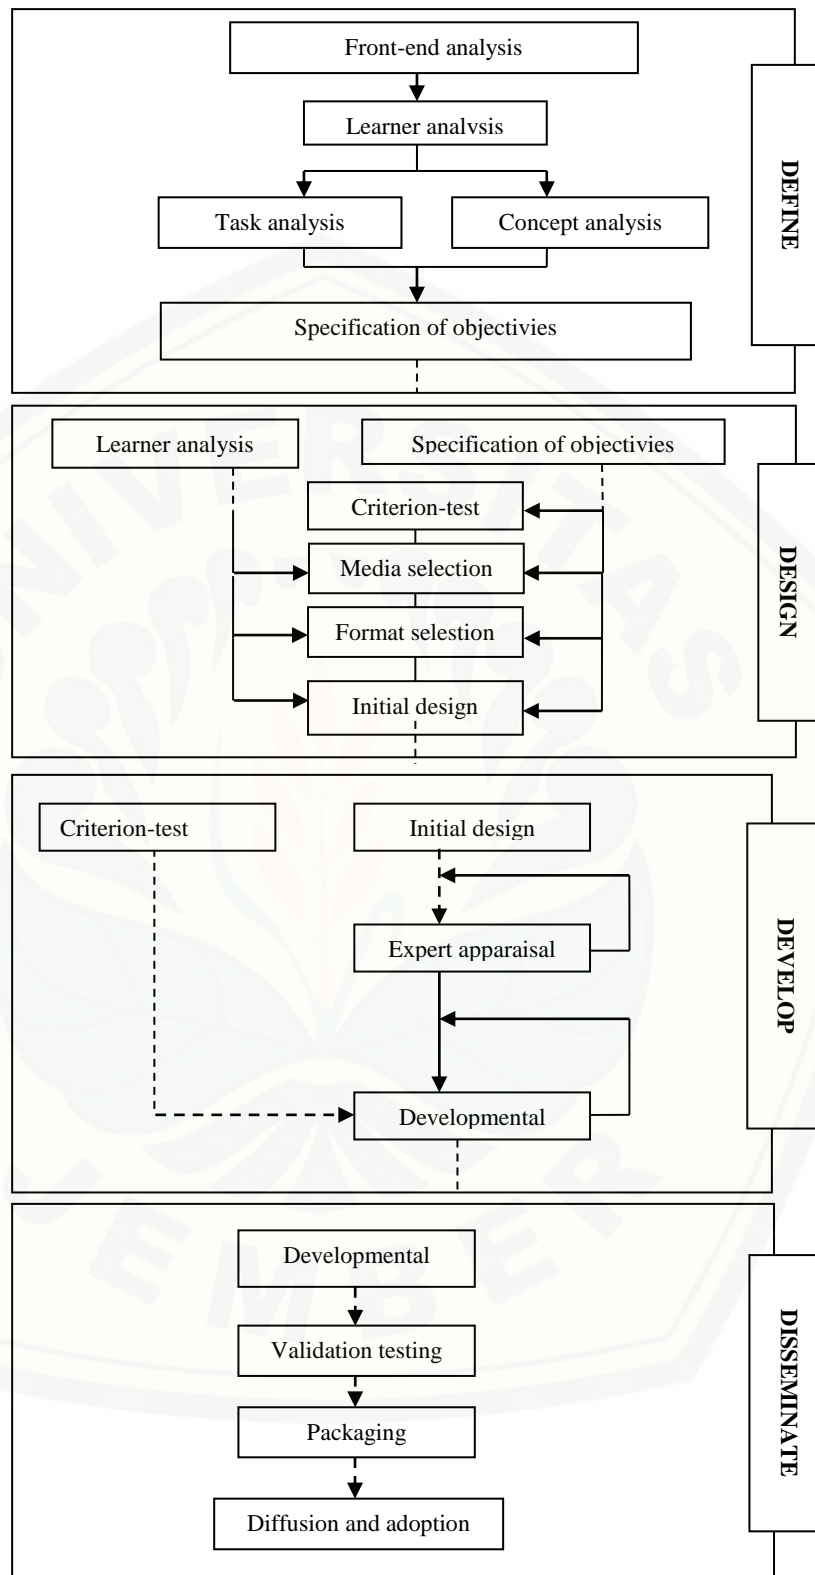 Front-end analysis
Learner analysis
Task analysis
Concept analysis
Specification of objectivies
DEFINE
Learner analysis
Specification of objectivies
Criterion-test
Media selection
Format selestion
Initial design
DESIGN
Criterion-test
Initial design
Expert apparaisal
Developmental
DEVELOP
Developmental
Validation testing
Packaging
Diffusion and adoption
DISSEMINATE
UNIVERSITAS
JEMBER